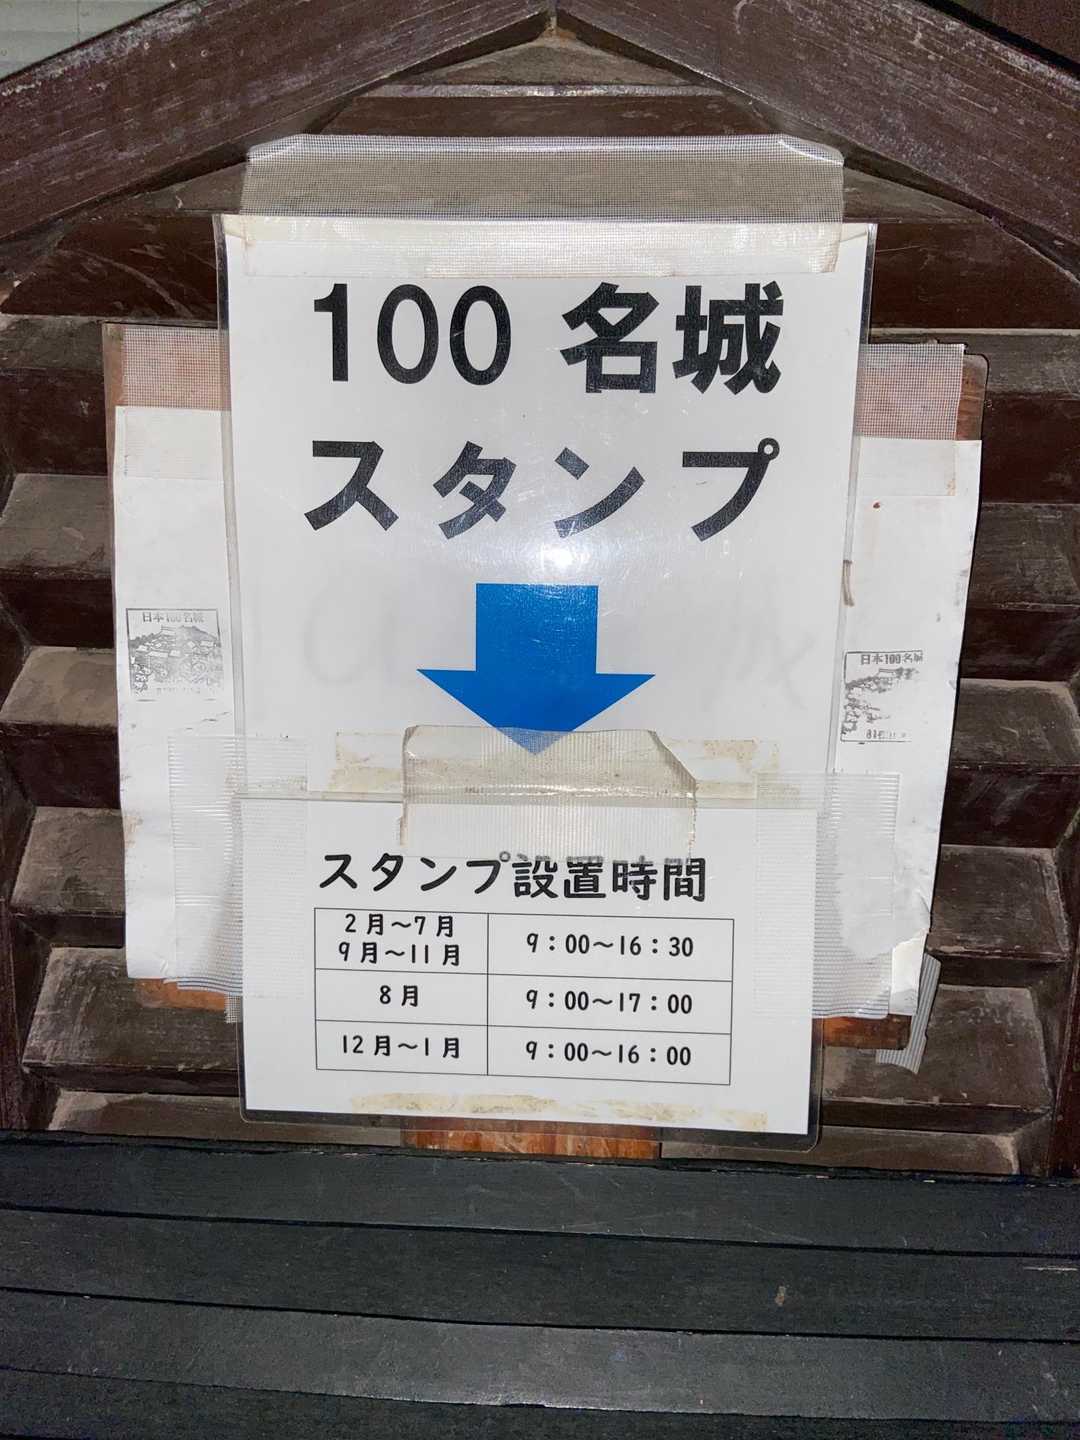 100 名城
スタンプ
日本100名城
日本100名城
スタンプ設置時間
2月～7月
9月～11月
9：00～16：30
8月
9：00～17：00
12月～1月
9：00～16：00